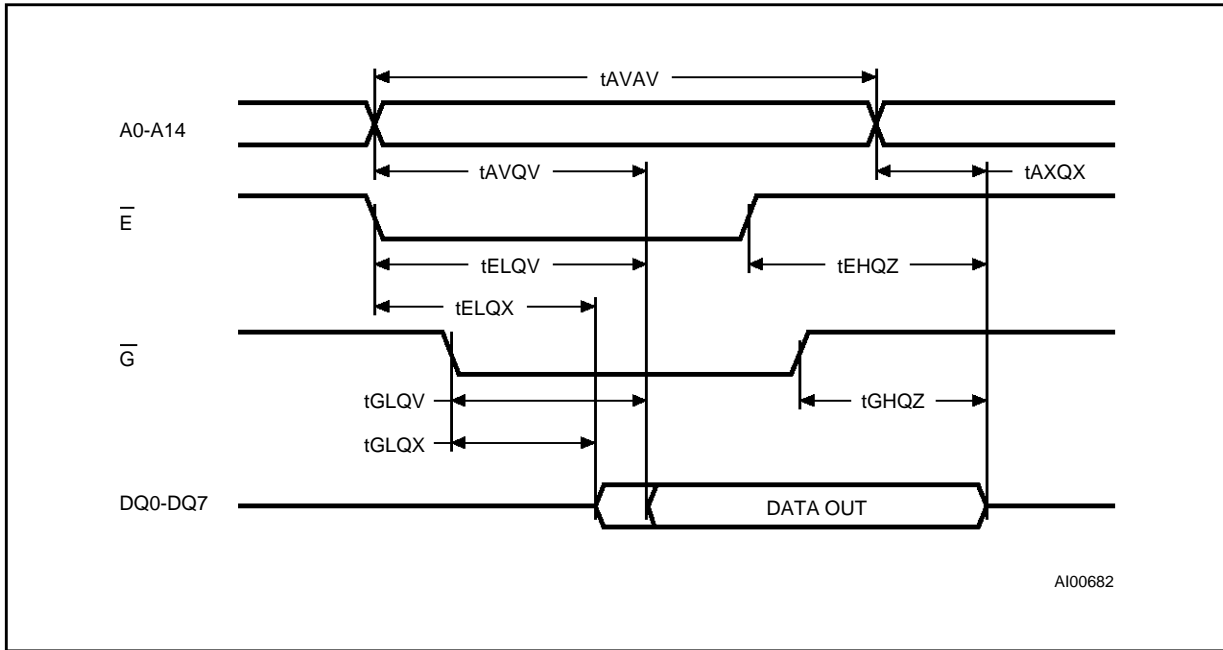 tAVAV
A0-A14
tAVQV
tAXQX
E̅
tELQV
tEHQZ
tELQX
G̅
tGLQV
tGHQZ
tGLQX
DQ0-DQ7
DATA OUT
AI00682